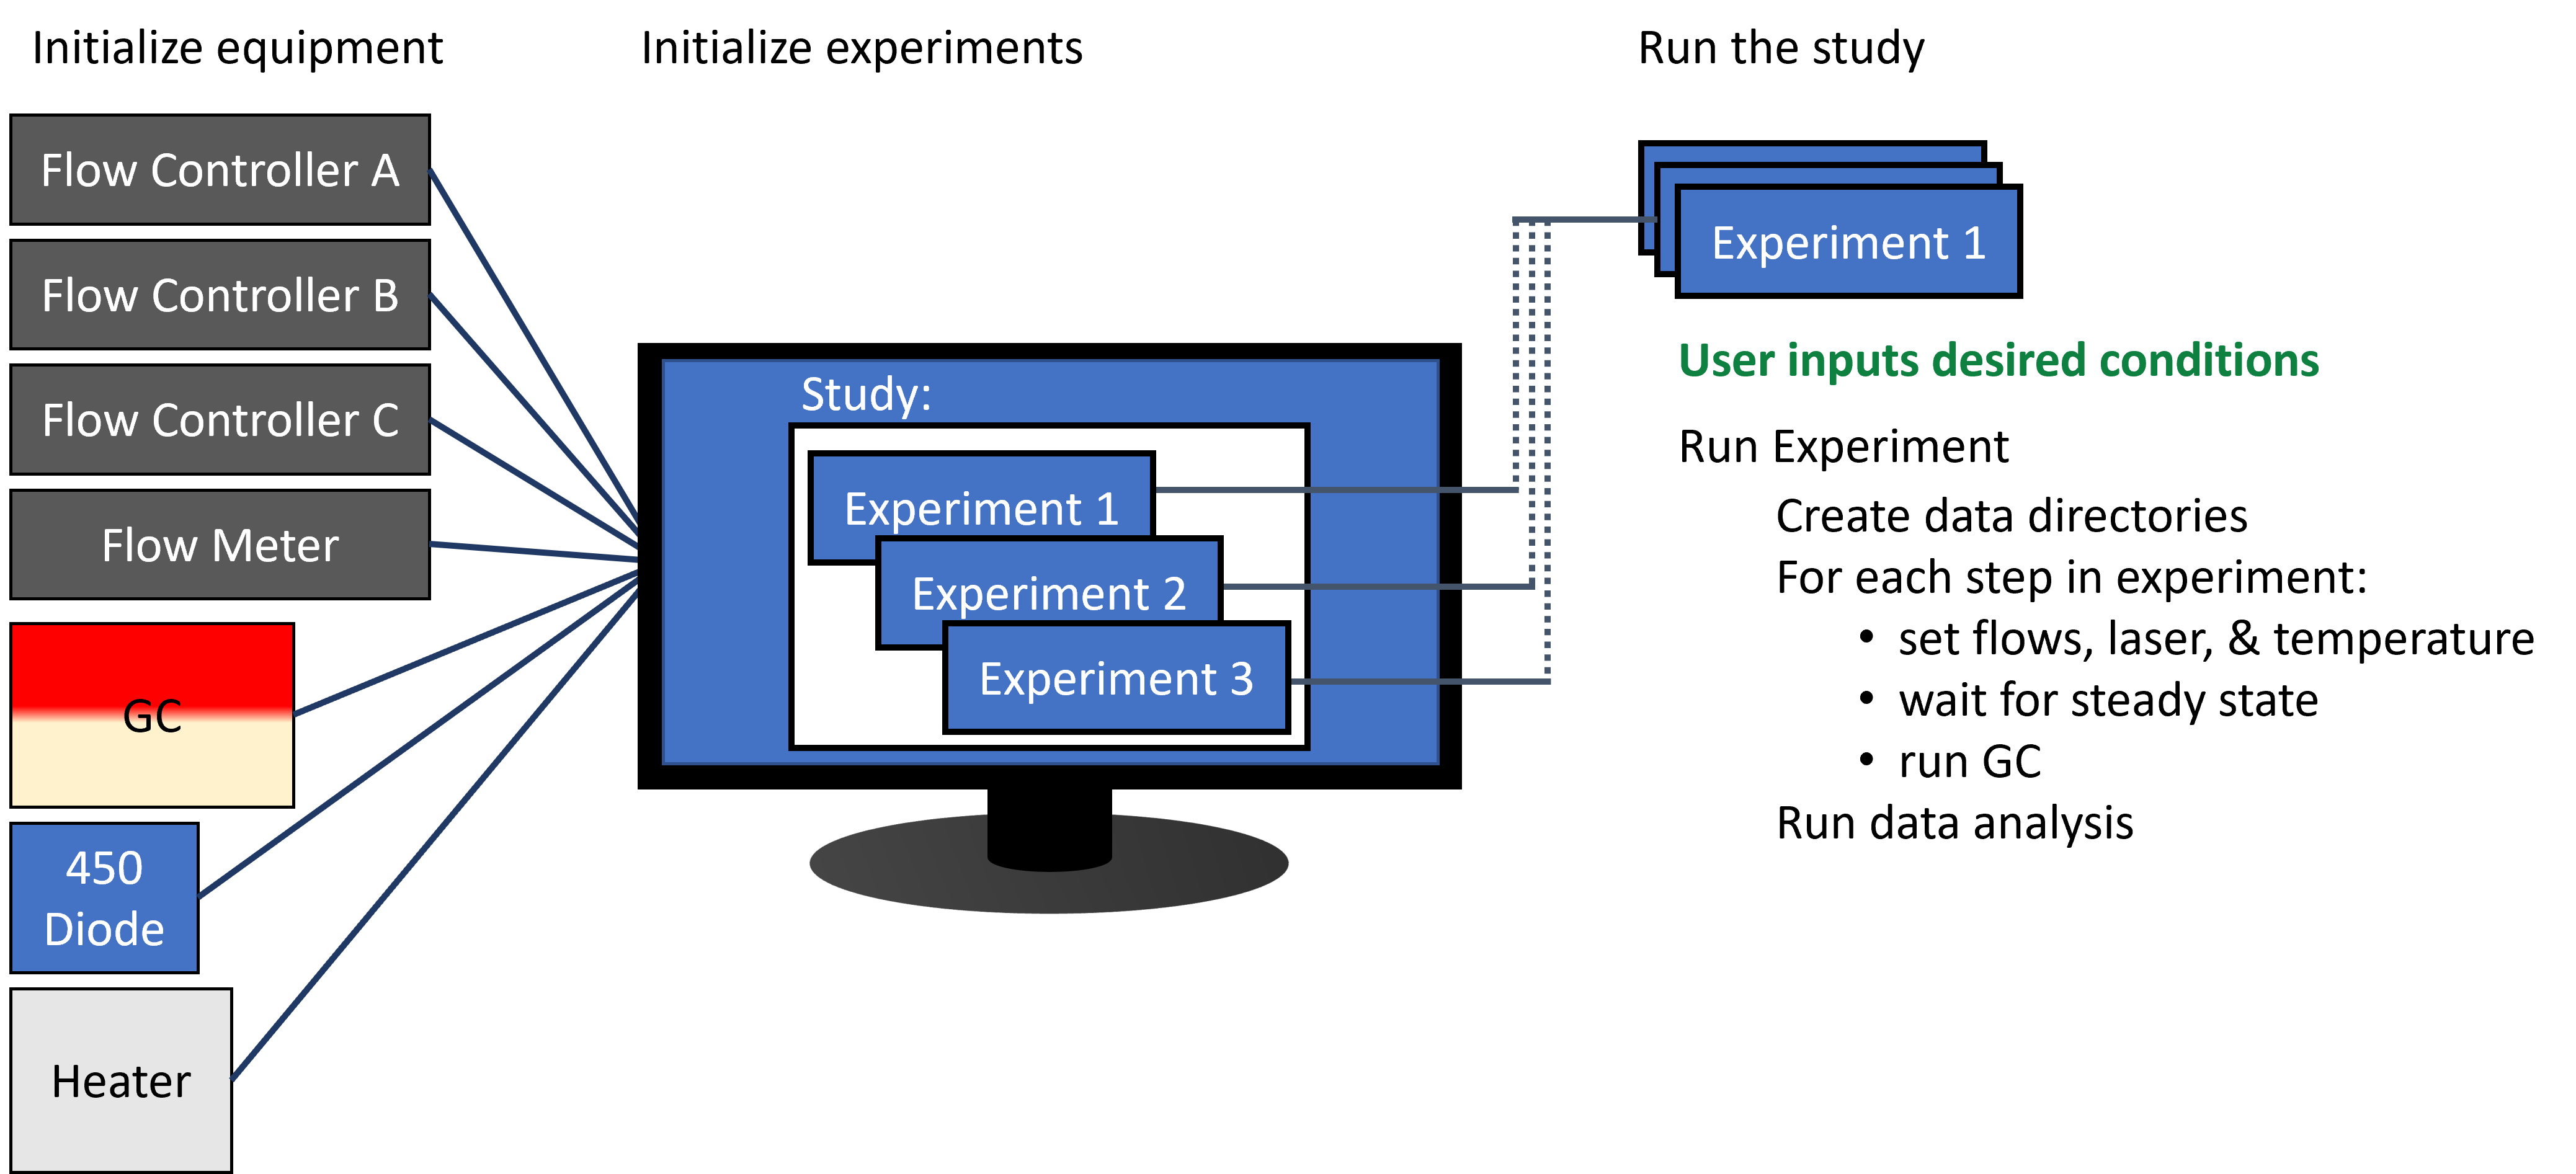 Initialize equipment
Flow Controller A
Flow Controller B
Flow Controller C
Flow Meter
GC
450
Diode
Heater
Initialize experiments
Study:
Experiment 1
Experiment 2
Experiment 3
Run the study
Experiment 1
User inputs desired conditions
Run Experiment
Create data directories
For each step in experiment:
• set flows, laser, & temperature
• wait for steady state
• run GC
Run data analysis